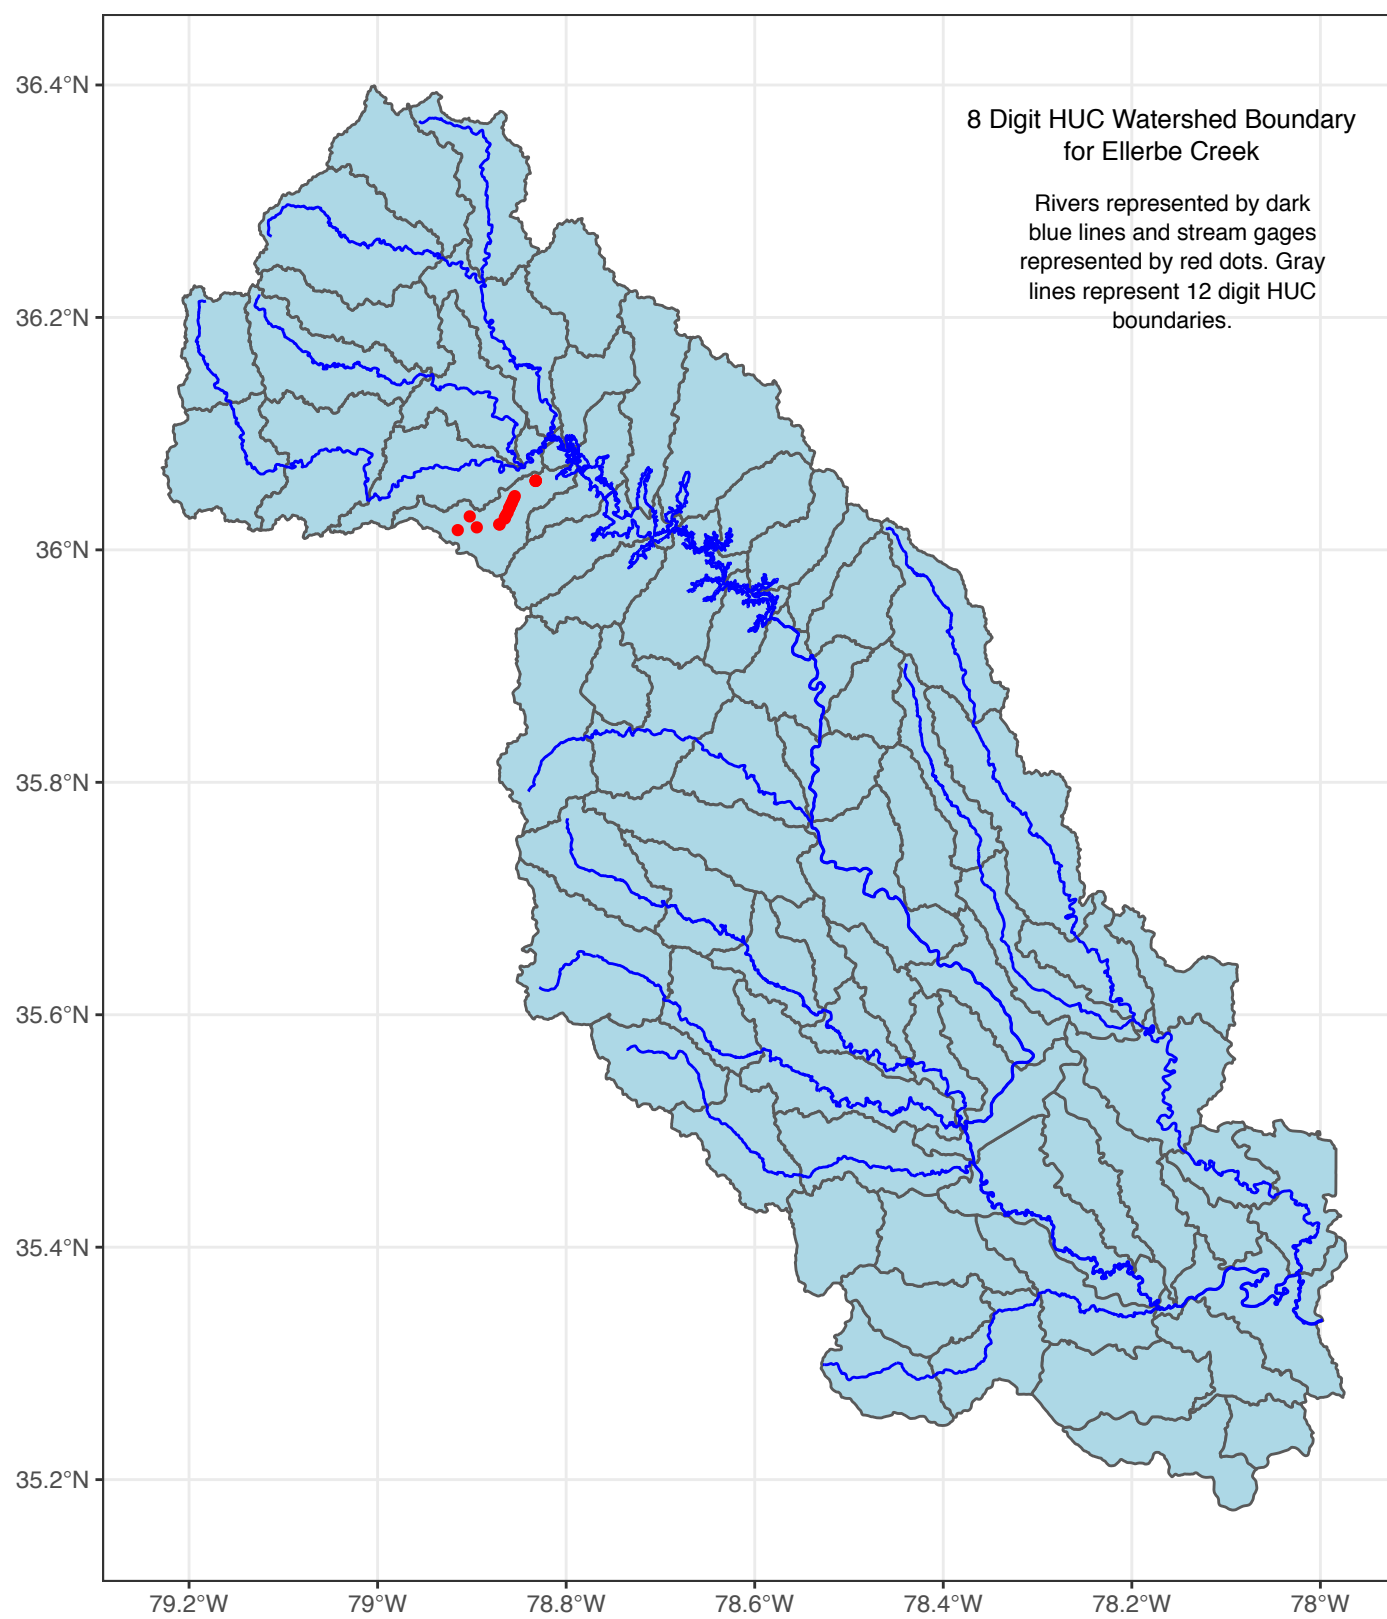 8 Digit HUC Watershed Boundary
for Ellerbe Creek
Rivers represented by dark
blue lines and stream gages
represented by red dots. Gray
lines represent 12 digit HUC
boundaries.
36.4°N
36.2°N
36°N
35.8°N
35.6°N
35.4°N
35.2°N
79.2°W
79°W
78.8°W
78.6°W
78.4°W
78.2°W
78°W